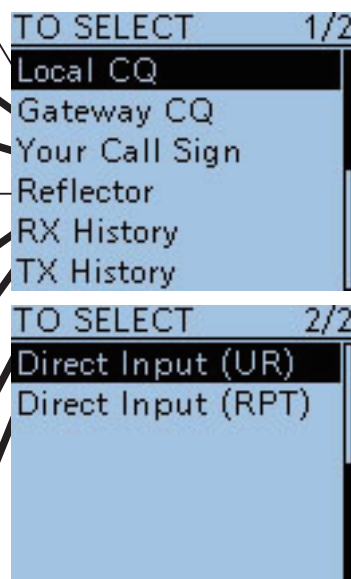 TO SELECT 1/2
Local CQ
Gateway CQ
Your Call Sign
Reflector
RX History
TX History
TO SELECT 2/2
Direct Input (UR)
Direct Input (RPT)